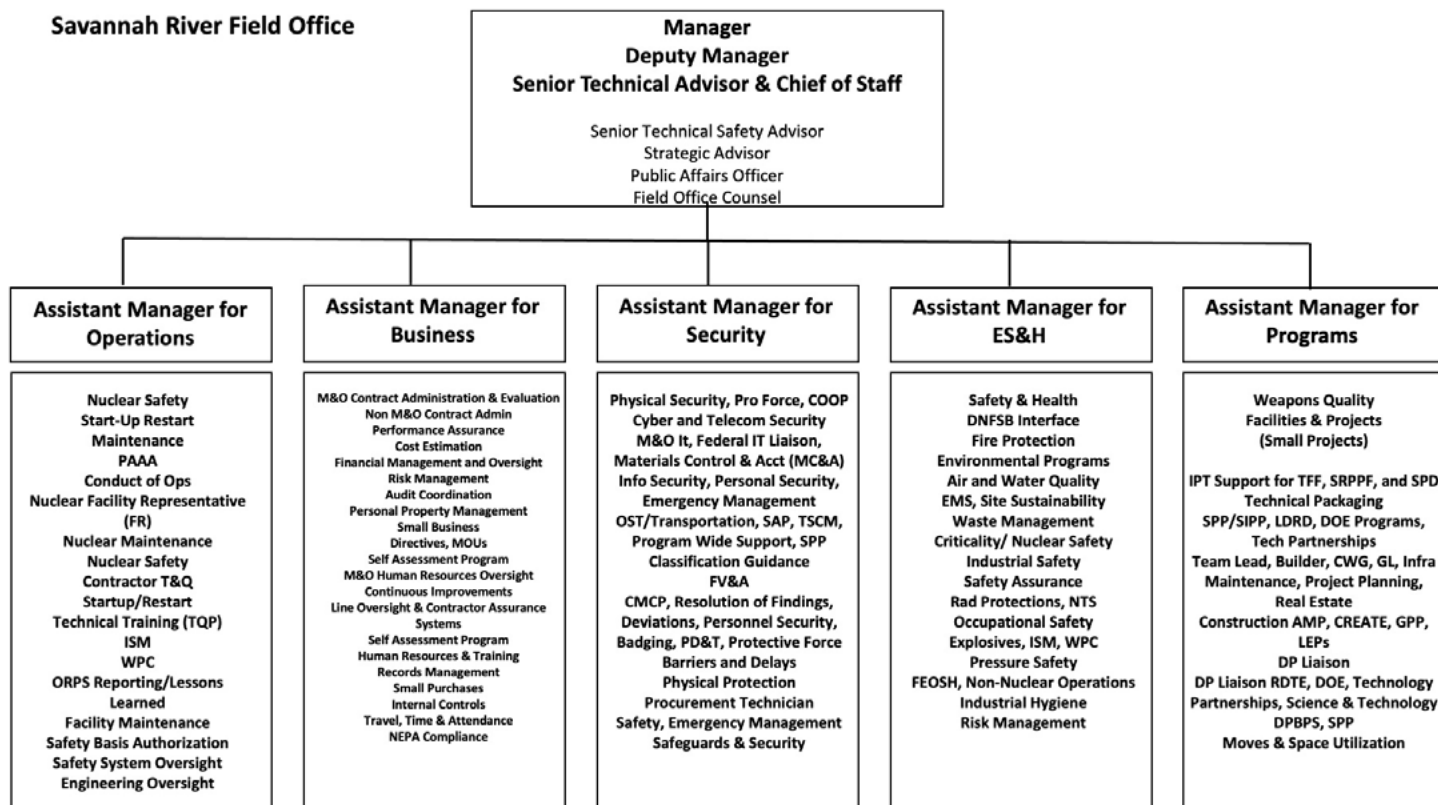 Savannah River Field Office
Manager
Deputy Manager
Senior Technical Advisor & Chief of Staff
Senior Technical Safety Advisor
Strategic Advisor
Public Affairs Officer
Field Office Counsel
Assistant Manager for
Operations
Nuclear Safety
Start-Up Restart
Maintenance
PAAA
Conduct of Ops
Nuclear Facility Representative
(FR)
Nuclear Maintenance
Nuclear Safety
Contractor T&Q
Startup/Restart
Technical Training (TQP)
ISM
WPC
ORPS Reporting/Lessons
Learned
Facility Maintenance
Safety Basis Authorization
Safety System Oversight
Engineering Oversight
Assistant Manager for
Business
M&O Contract Administration & Evaluation
Non M&O Contract Admin
Performance Assurance
Cost Estimation
Financial Management and Oversight
Risk Management
Audit Coordination
Personal Property Management
Small Business
Directives, MOUs
Self Assessment Program
M&O Human Resources Oversight
Continuous Improvements
Line Oversight & Contractor Assurance
Systems
Self Assessment Program
Human Resources & Training
Records Management
Small Purchases
Internal Controls
Travel, Time & Attendance
NEPA Compliance
Assistant Manager for
Security
Physical Security, Pro Force, COOP
Cyber and Telecom Security
M&O It, Federal IT Liaison,
Materials Control & Acct (MC&A)
Info Security, Personal Security,
Emergency Management
OST/Transportation, SAP, TSCM,
Program Wide Support, SPP
Classification Guidance
FV&A
CMCP, Resolution of Findings,
Deviations, Personnel Security,
Badging, PD&T, Protective Force
Barriers and Delays
Physical Protection
Procurement Technician
Safety, Emergency Management
Safeguards & Security
Assistant Manager for
ES&H
Safety & Health
DNFSB Interface
Fire Protection
Environmental Programs
Air and Water Quality
EMS, Site Sustainability
Waste Management
Criticality/ Nuclear Safety
Industrial Safety
Safety Assurance
Rad Protections, NTS
Occupational Safety
Explosives, ISM, WPC
Pressure Safety
FEOSH, Non-Nuclear Operations
Industrial Hygiene
Risk Management
Assistant Manager for
Programs
Weapons Quality
Facilities & Projects
(Small Projects)
IPT Support for TFF, SRPPF, and SPD
Technical Packaging
SPP/SIPP, LDRD, DOE Programs,
Tech Partnerships
Team Lead, Builder, CWG, GL, Infra
Maintenance, Project Planning,
Real Estate
Construction AMP, CREATE, GPP,
LEPs
DP Liaison
DP Liaison RDTE, DOE, Technology
Partnerships, Science & Technology
DPBPS, SPP
Moves & Space Utilization